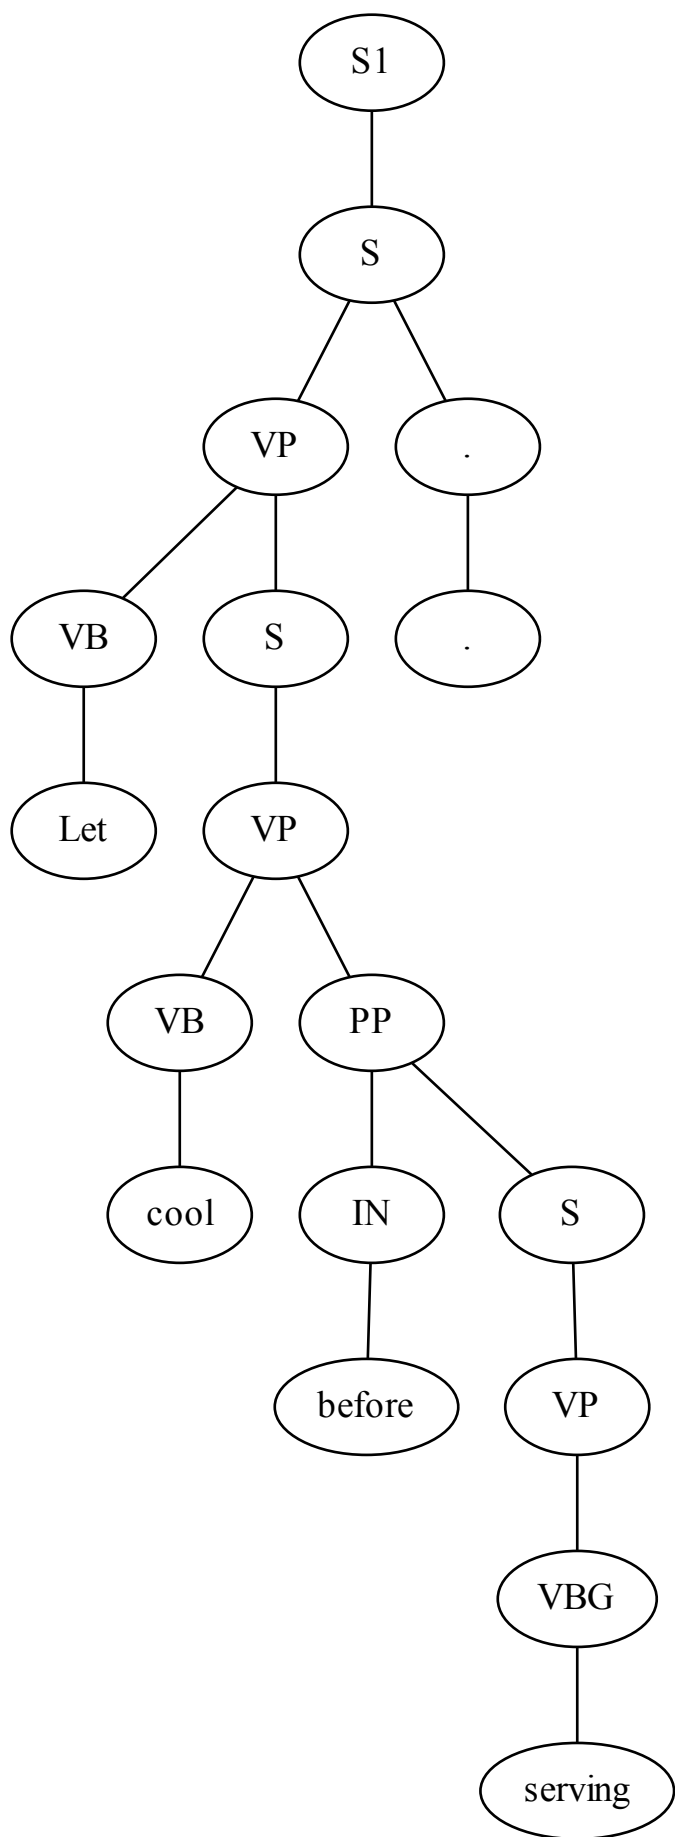 S1
S
VP .
VB S .
Let VP
VB PP
cool IN S
before VP
VBG
serving